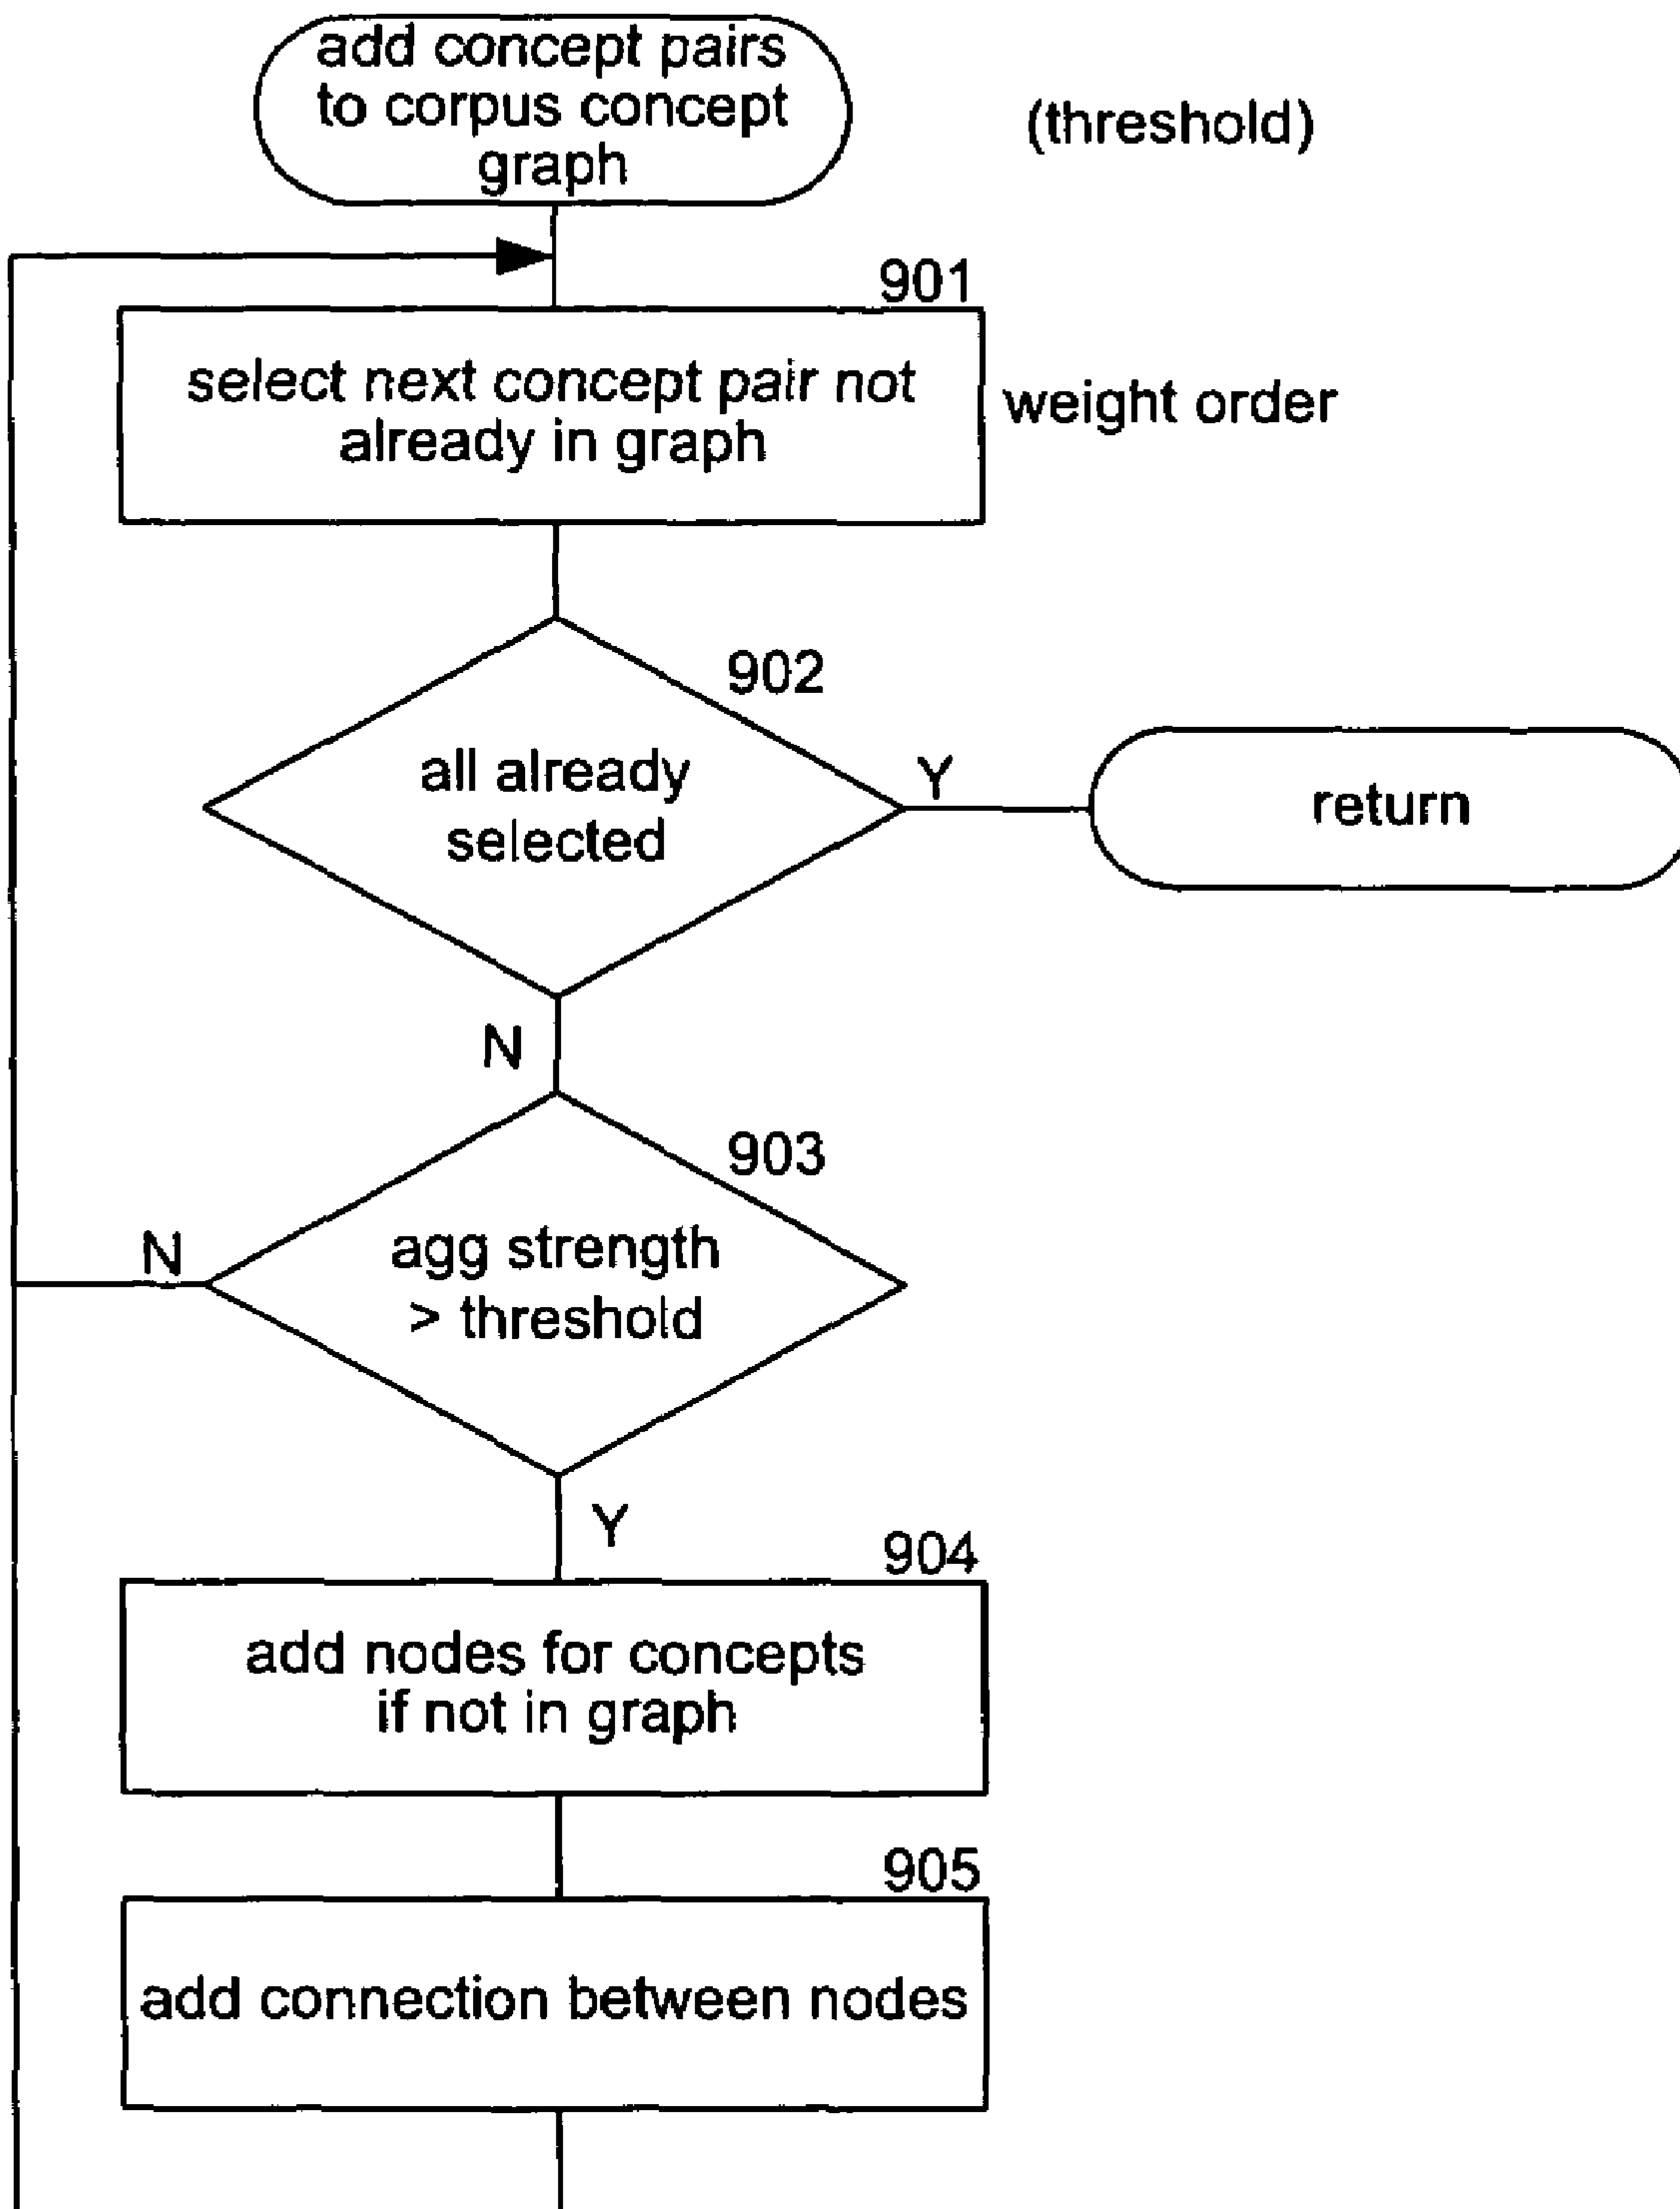 add concept pairs
to corpus concept
graph
(threshold)
901
select next concept pair not
already in graph
weight order
902
all already
selected
Y
return
N
903
agg strength
> threshold
N
Y
904
add nodes for concepts
if not in graph
905
add connection between nodes